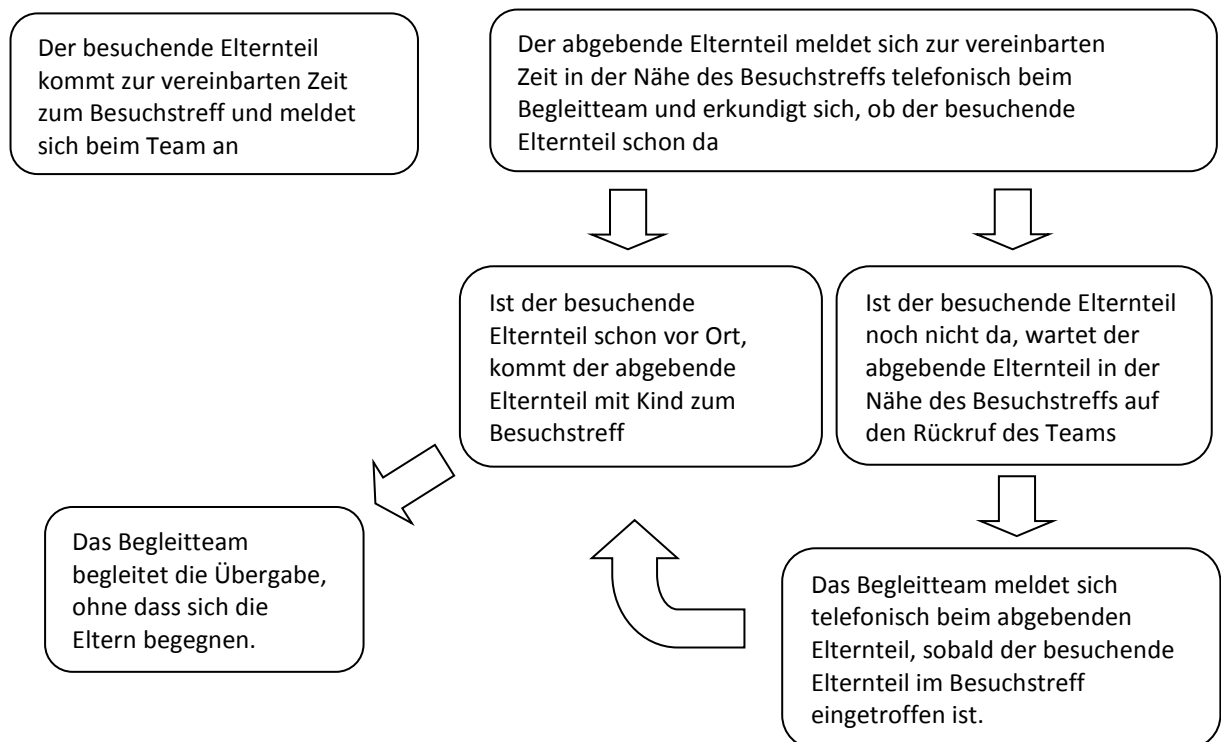 Der besuchende Elternteil
kommt zur vereinbarten Zeit
zum Besuchstreff und meldet
sich beim Team an
Der abgebende Elternteil meldet sich zur vereinbarten
Zeit in der Nähe des Besuchstreffs telefonisch beim
Begleitteam und erkundigt sich, ob der besuchende
Elternteil schon da
Ist der besuchende
Elternteil schon vor Ort,
kommt der abgebende
Elternteil mit Kind zum
Besuchstreff
Ist der besuchende Elternteil
noch nicht da, wartet der
abgebende Elternteil in der
Nähe des Besuchstreffs auf
den Rückruf des Teams
Das Begleitteam
begleitet die Übergabe,
ohne dass sich die
Eltern begegnen.
Das Begleitteam meldet sich
telefonisch beim abgebenden
Elternteil, sobald der besuchende
Elternteil im Besuchstreff
eingetroffen ist.